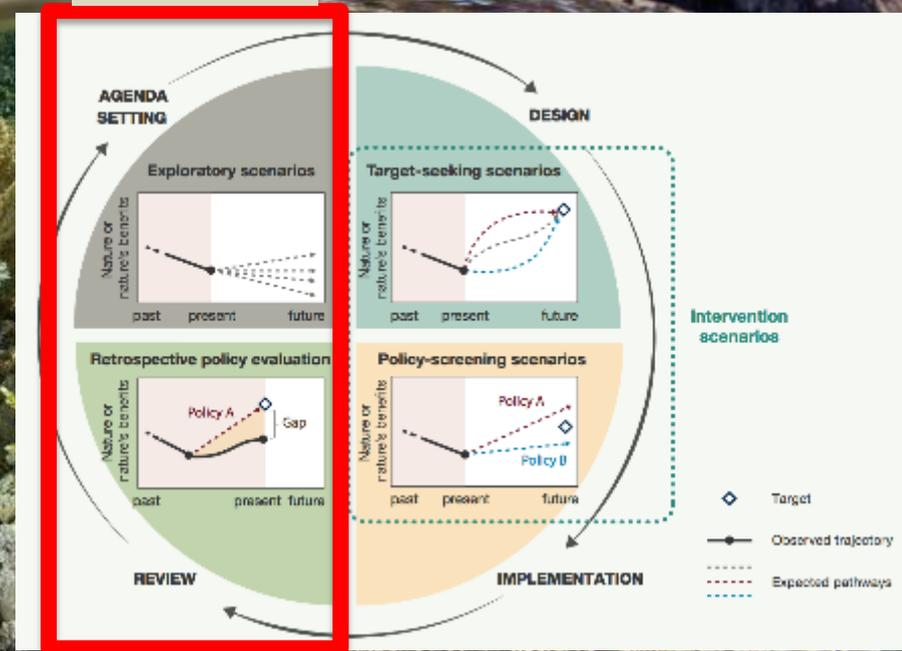 AGENDA
SETTING
DESIGN
Exploratory scenarios
Nature or
nature's benefits
past present future
Target-seeking scenarios
Nature or
nature's benefits
past present future
Intervention
scenarios
Retrospective policy evaluation
Nature or
nature's benefits
Policy A
Gap
past present future
Policy-screening scenarios
Nature or
nature's benefits
Policy A
Policy B
past present future
Target
Observed trajectory
Expected pathways
REVIEW
IMPLEMENTATION